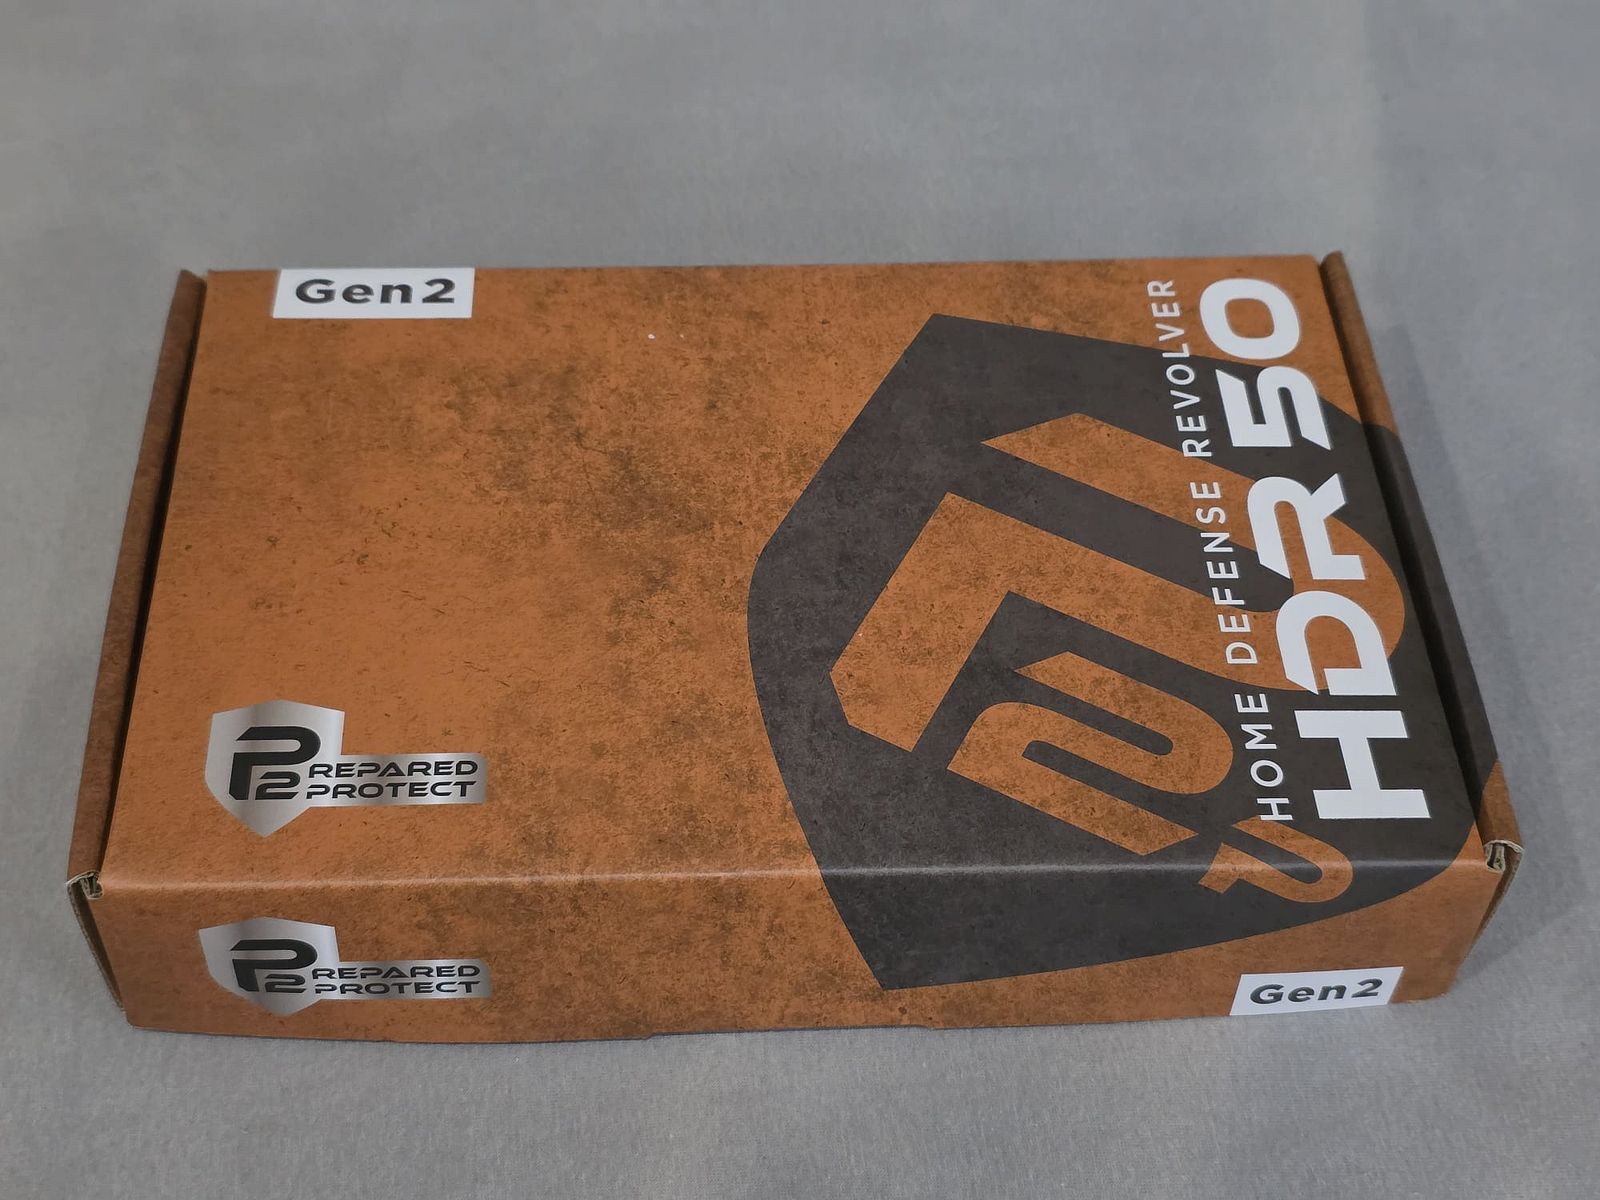 Gen2
HOME DEFENSE REVOLVER
HDR 50
P2 REPARED
PROTECT
P2 REPARED
PROTECT
Gen2